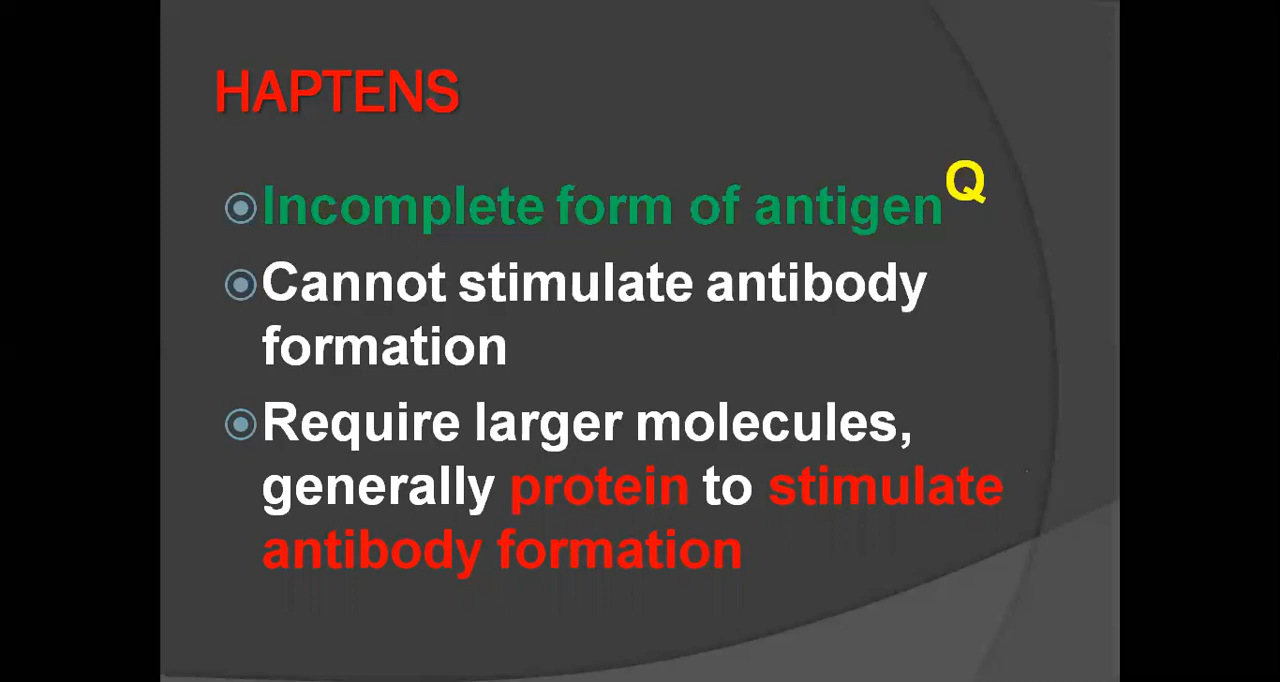 HAPTENS
Incomplete form of antigen Q
Cannot stimulate antibody
formation
Require larger molecules,
generally protein to stimulate
antibody formation